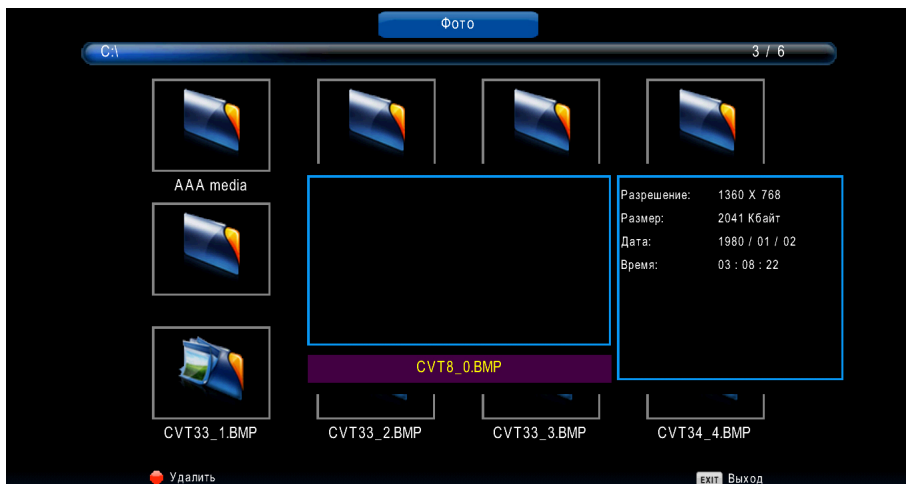 Фото
C:\ 3 / 6
AAA media
Разрешение: 1360 X 768
Размер: 2041 Кбайт
Дата: 1980 / 01 / 02
Время: 03 : 08 : 22
CVT8_0.BMP
CVT33_1.BMP CVT33_2.BMP CVT33_3.BMP CVT34_4.BMP
Удалить EXIT Выход